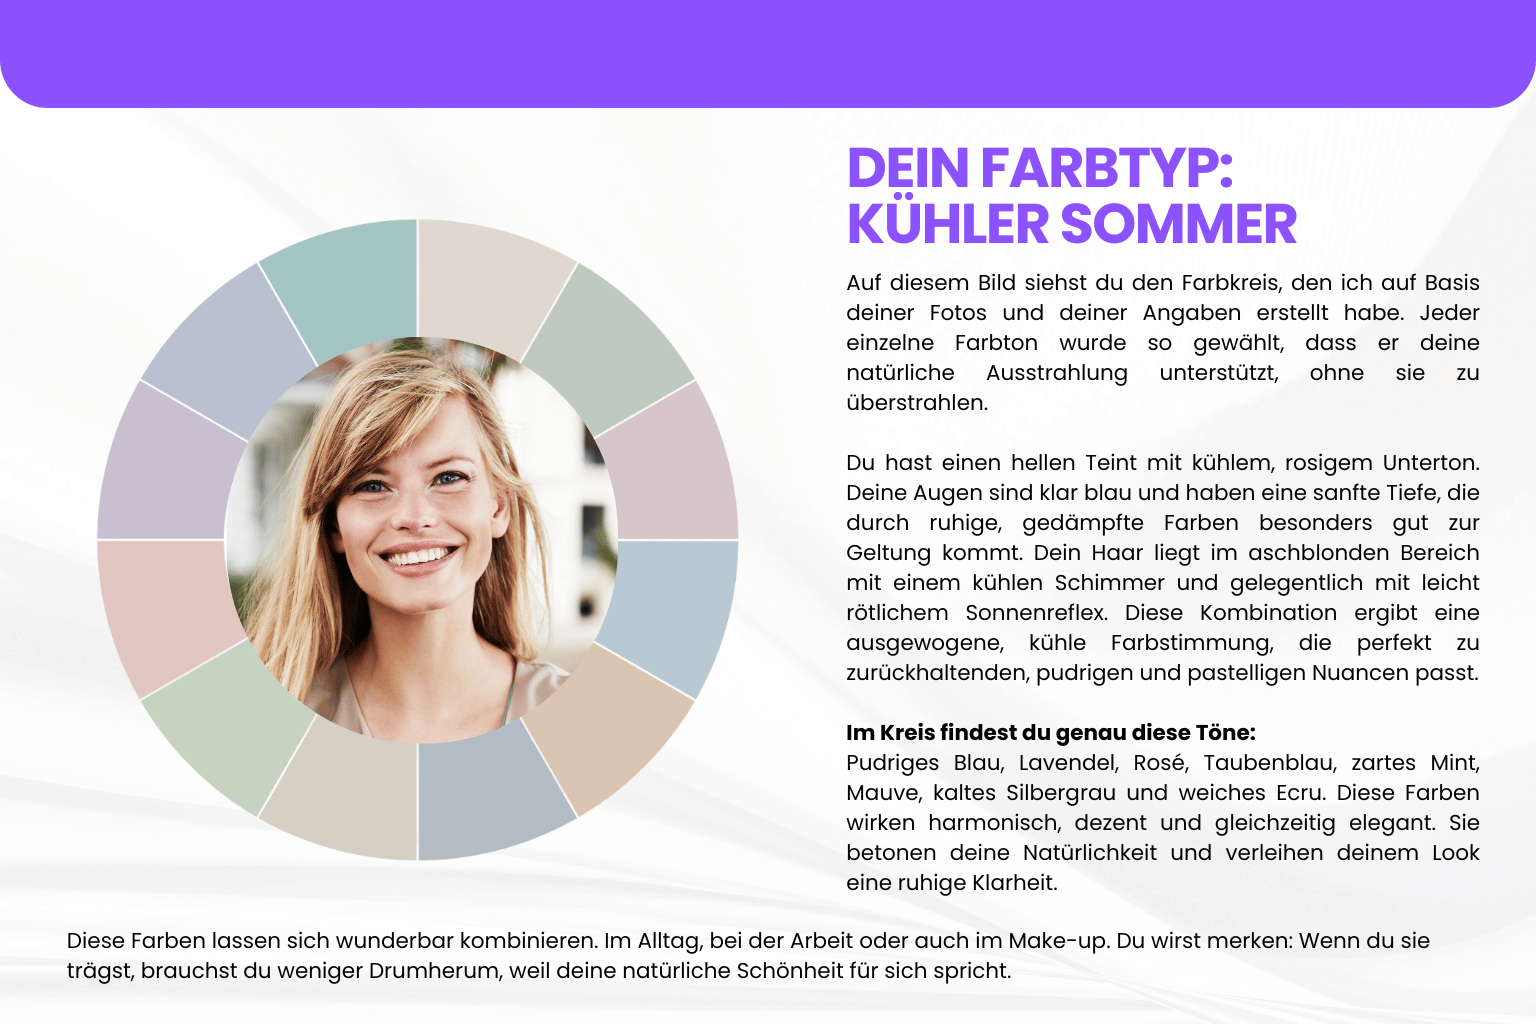 DEIN FARBTYP:
KÜHLER SOMMER
Auf diesem Bild siehst du den Farbkreis, den ich auf Basis
deiner Fotos und deiner Angaben erstellt habe. Jeder
einzelne Farbton wurde so gewählt, dass er deine
natürliche Ausstrahlung unterstützt, ohne sie zu
überstrahlen.
Du hast einen hellen Teint mit kühlem, rosigem Unterton.
Deine Augen sind klar blau und haben eine sanfte Tiefe, die
durch ruhige, gedämpfte Farben besonders gut zur
Geltung kommt. Dein Haar liegt im aschblonden Bereich
mit einem kühlen Schimmer und gelegentlich mit leicht
rötlichem Sonnenreflex. Diese Kombination ergibt eine
ausgewogene, kühle Farbstimmung, die perfekt zu
zurückhaltenden, pudrigen und pastelligen Nuancen passt.
Im Kreis findest du genau diese Töne:
Pudriges Blau, Lavendel, Rosé, Taubenblau, zartes Mint,
Mauve, kaltes Silbergrau und weiches Ecru. Diese Farben
wirken harmonisch, dezent und gleichzeitig elegant. Sie
betonen deine Natürlichkeit und verleihen deinem Look
eine ruhige Klarheit.
Diese Farben lassen sich wunderbar kombinieren. Im Alltag, bei der Arbeit oder auch im Make-up. Du wirst merken: Wenn du sie
trägst, brauchst du weniger Drumherum, weil deine natürliche Schönheit für sich spricht.